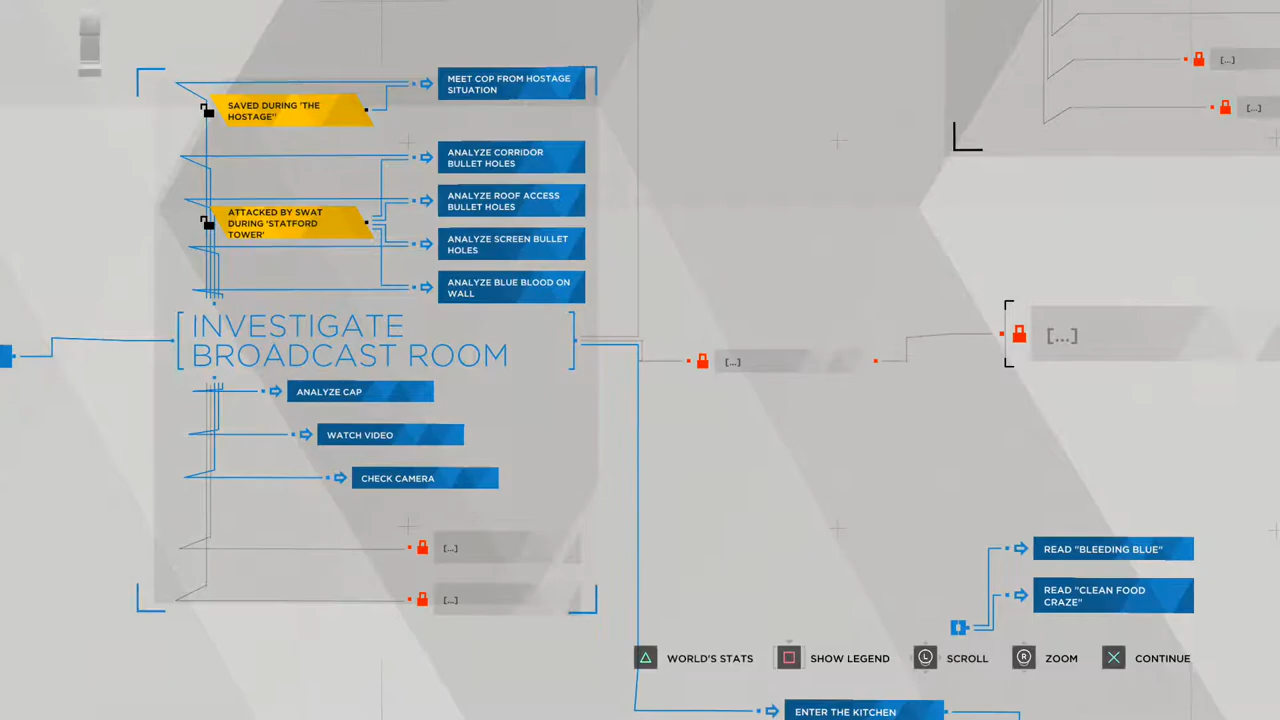 MEET COP FROM HOSTAGE
SITUATION
SAVED DURING 'THE
HOSTAGE"
ANALYZE CORRIDOR
BULLET HOLES
ANALYZE ROOF ACCESS
BULLET HOLES
ATTACKED BY SWAT
DURING 'STATFORD
TOWER'
ANALYZE SCREEN BULLET
HOLES
ANALYZE BLUE BLOOD ON
WALL
INVESTIGATE
BROADCAST ROOM
ANALYZE CAP
WATCH VIDEO
CHECK CAMERA
[...]
[...]
[...]
[...]
[...]
[...]
READ "BLEEDING BLUE"
READ "CLEAN FOOD
CRAZE"
WORLD'S STATS
SHOW LEGEND
L
SCROLL
R
ZOOM
CONTINUE
ENTER THE KITCHEN